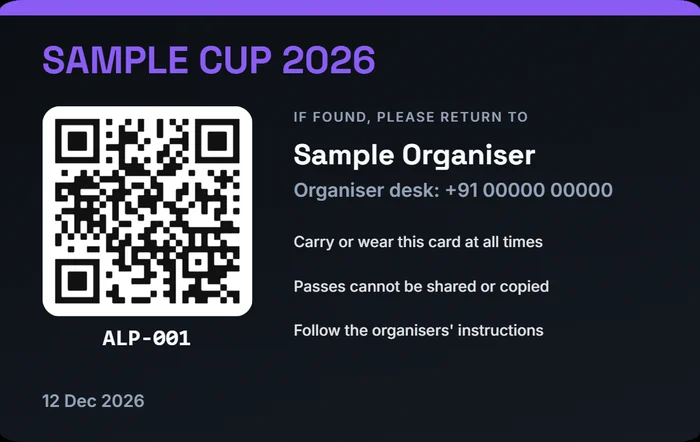 SAMPLE CUP 2026
IF FOUND, PLEASE RETURN TO
Sample Organiser
Organiser desk: +91 00000 00000
Carry or wear this card at all times
Passes cannot be shared or copied
Follow the organisers' instructions
ALP-001
12 Dec 2026